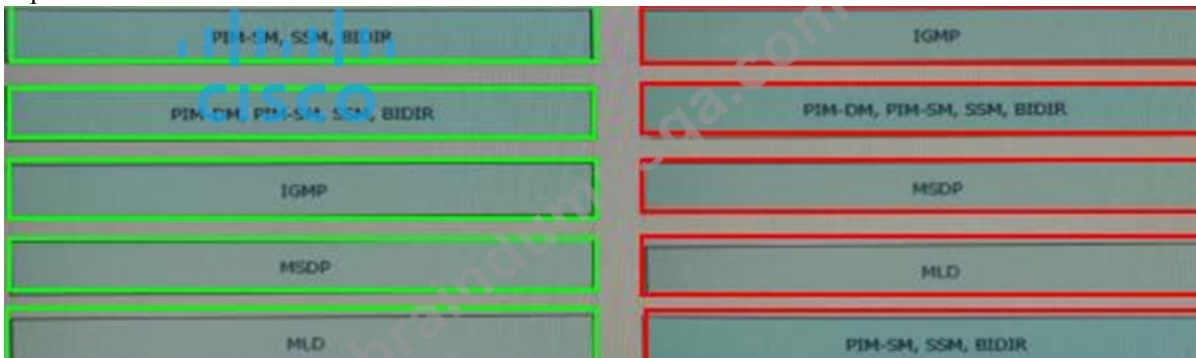 PIM-SM, SSM, BIDIR
IGMP
CISCO
PIM-DM, PIM-SM, SSM, BIDIR
PIM-DM, PIM-SM, SSM, BIDIR
IGMP
MSDP
MSDP
MLD
MLD
PIM-SM, SSM, BIDIR